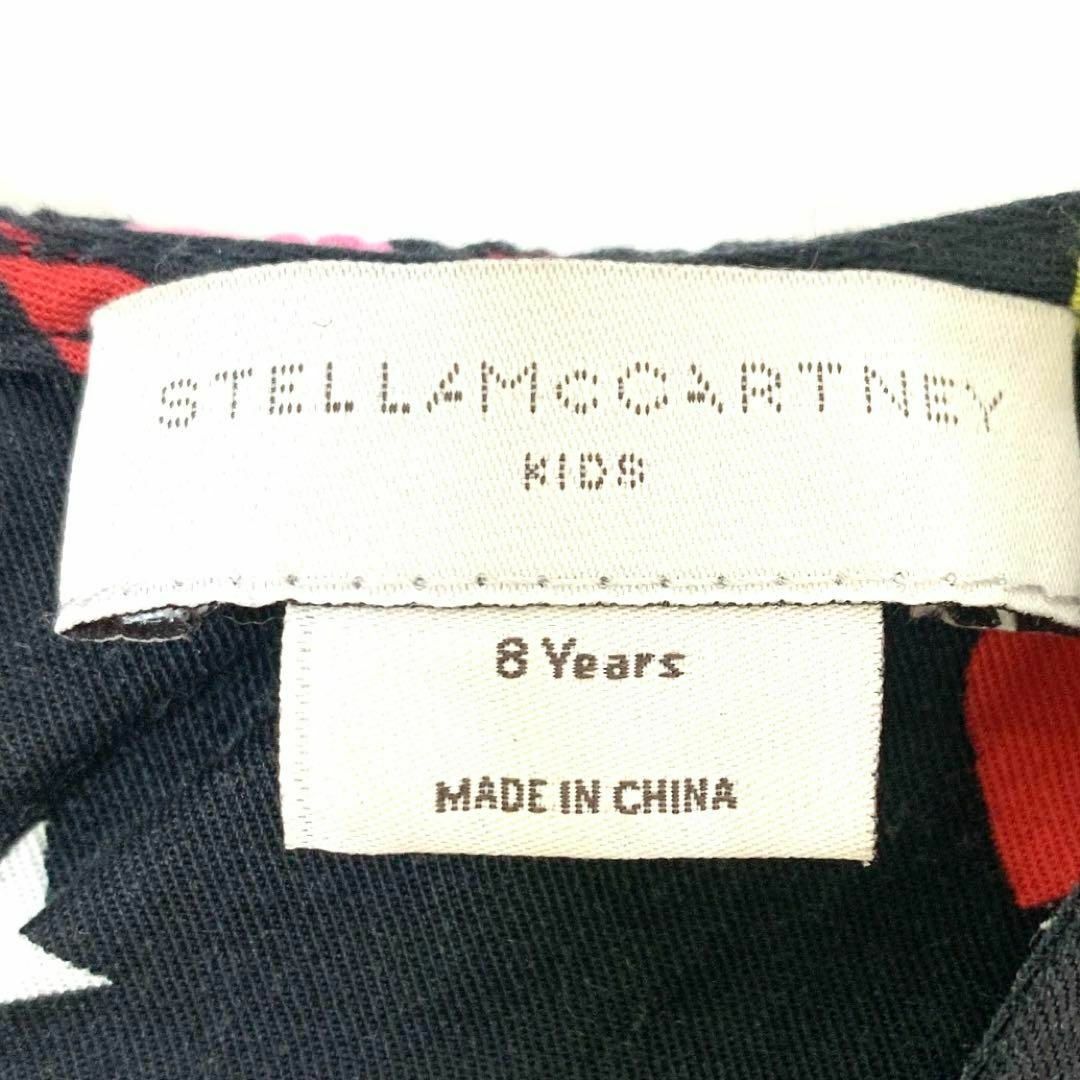 STELLAMcCARTNEY
KIDS
8 Years
MADE IN CHINA